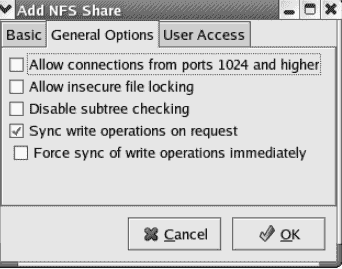 Add NFS Share
Basic General Options User Access
Allow connections from ports 1024 and higher
Allow insecure file locking
Disable subtree checking
Sync write operations on request
Force sync of write operations immediately
Cancel OK